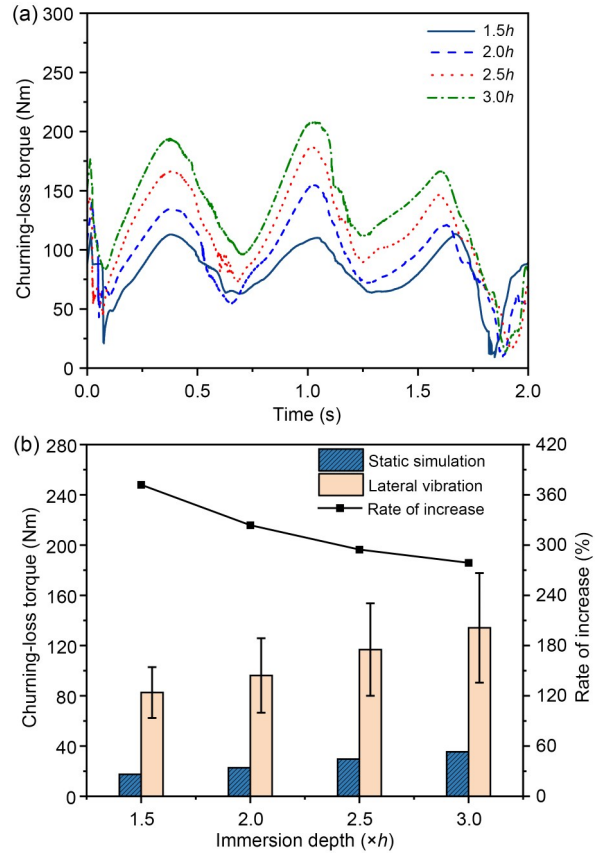 (a)
300
250
200
150
100
50
0
Churning-loss torque (Nm)
1.5h
2.0h
2.5h
3.0h
0.0 0.5 1.0 1.5 2.0
Time (s)
(b)
280
240
200
160
120
80
40
0
Churning-loss torque (Nm)
Static simulation
Lateral vibration
Rate of increase
420
360
300
240
180
120
60
0
Rate of increase (%)
1.5 2.0 2.5 3.0
Immersion depth (×h)